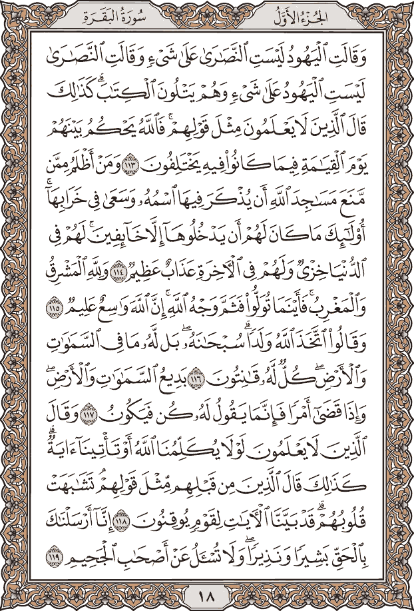 سُورَةُ البَقَرَةِ
الجُزْءُ الأَوَّلُ
وَقَالَتِ ٱلۡيَهُودُ لَيۡسَتِ ٱلنَّصَٰرَىٰ عَلَىٰ شَيۡءٖ وَقَالَتِ ٱلنَّصَٰرَىٰ
لَيۡسَتِ ٱلۡيَهُودُ عَلَىٰ شَيۡءٖ وَهُمۡ يَتۡلُونَ ٱلۡكِتَٰبَۗ كَذَٰلِكَ
قَالَ ٱلَّذِينَ لَا يَعۡلَمُونَ مِثۡلَ قَوۡلِهِمۡۚ فَٱللَّهُ يَحۡكُمُ بَيۡنَهُمۡ
يَوۡمَ ٱلۡقِيَٰمَةِ فِيمَا كَانُواْ فِيهِ يَخۡتَلِفُونَ ١١٣ وَمَنۡ أَظۡلَمُ مِمَّن
مَّنَعَ مَسَٰجِدَ ٱللَّهِ أَن يُذۡكَرَ فِيهَا ٱسۡمُهُۥ وَسَعَىٰ فِي خَرَابِهَآۚ
أُوْلَٰٓئِكَ مَا كَانَ لَهُمۡ أَن يَدۡخُلُوهَآ إِلَّا خَآئِفِينَۚ لَهُمۡ فِي
ٱلدُّنۡيَا خِزۡيٞ وَلَهُمۡ فِي ٱلۡأٓخِرَةِ عَذَابٌ عَظِيمٞ ١١٤ وَلِلَّهِ ٱلۡمَشۡرِقُ
وَٱلۡمَغۡرِبُۚ فَأَيۡنَمَا تُوَلُّواْ فَثَمَّ وَجۡهُ ٱللَّهِۚ إِنَّ ٱللَّهَ وَٰسِعٌ عَلِيمٞ ١١٥
وَقَالُواْ ٱتَّخَذَ ٱللَّهُ وَلَدٗاۗ سُبۡحَٰنَهُۥۖ بَل لَّهُۥ مَا فِي ٱلسَّمَٰوَٰتِ
وَٱلۡأَرۡضِۖ كُلّٞ لَّهُۥ قَٰنِتُونَ ١١٦ بَدِيعُ ٱلسَّمَٰوَٰتِ وَٱلۡأَرۡضِۖ
وَإِذَا قَضَىٰٓ أَمۡرٗا فَإِنَّمَا يَقُولُ لَهُۥ كُن فَيَكُونُ ١١٧ وَقَالَ
ٱلَّذِينَ لَا يَعۡلَمُونَ لَوۡلَا يُكَلِّمُنَا ٱللَّهُ أَوۡ تَأۡتِينَآ ءَايَةٞۗ
كَذَٰلِكَ قَالَ ٱلَّذِينَ مِن قَبۡلِهِم مِّثۡلَ قَوۡلِهِمۡۘ تَشَٰبَهَتۡ
قُلُوبُهُمۡۗ قَدۡ بَيَّنَّا ٱلۡأٓيَٰتِ لِقَوۡمٖ يُوقِنُونَ ١١٨ إِنَّآ أَرۡسَلۡنَٰكَ
بِٱلۡحَقِّ بَشِيرٗا وَنَذِيرٗاۖ وَلَا تُسۡـَٔلُ عَنۡ أَصۡحَٰبِ ٱلۡجَحِيمِ ١١٩
١٨